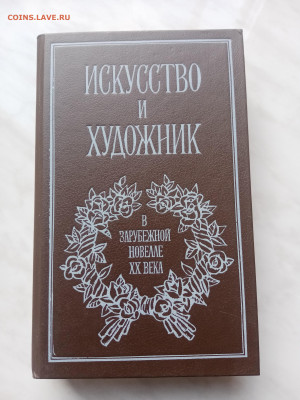 COINS.LAVE.RU
ИСКУССТВО
И
ХУДОЖНИК
В
ЗАРУБЕЖНОЙ
НОВЕЛЛЕ
XX ВЕКА